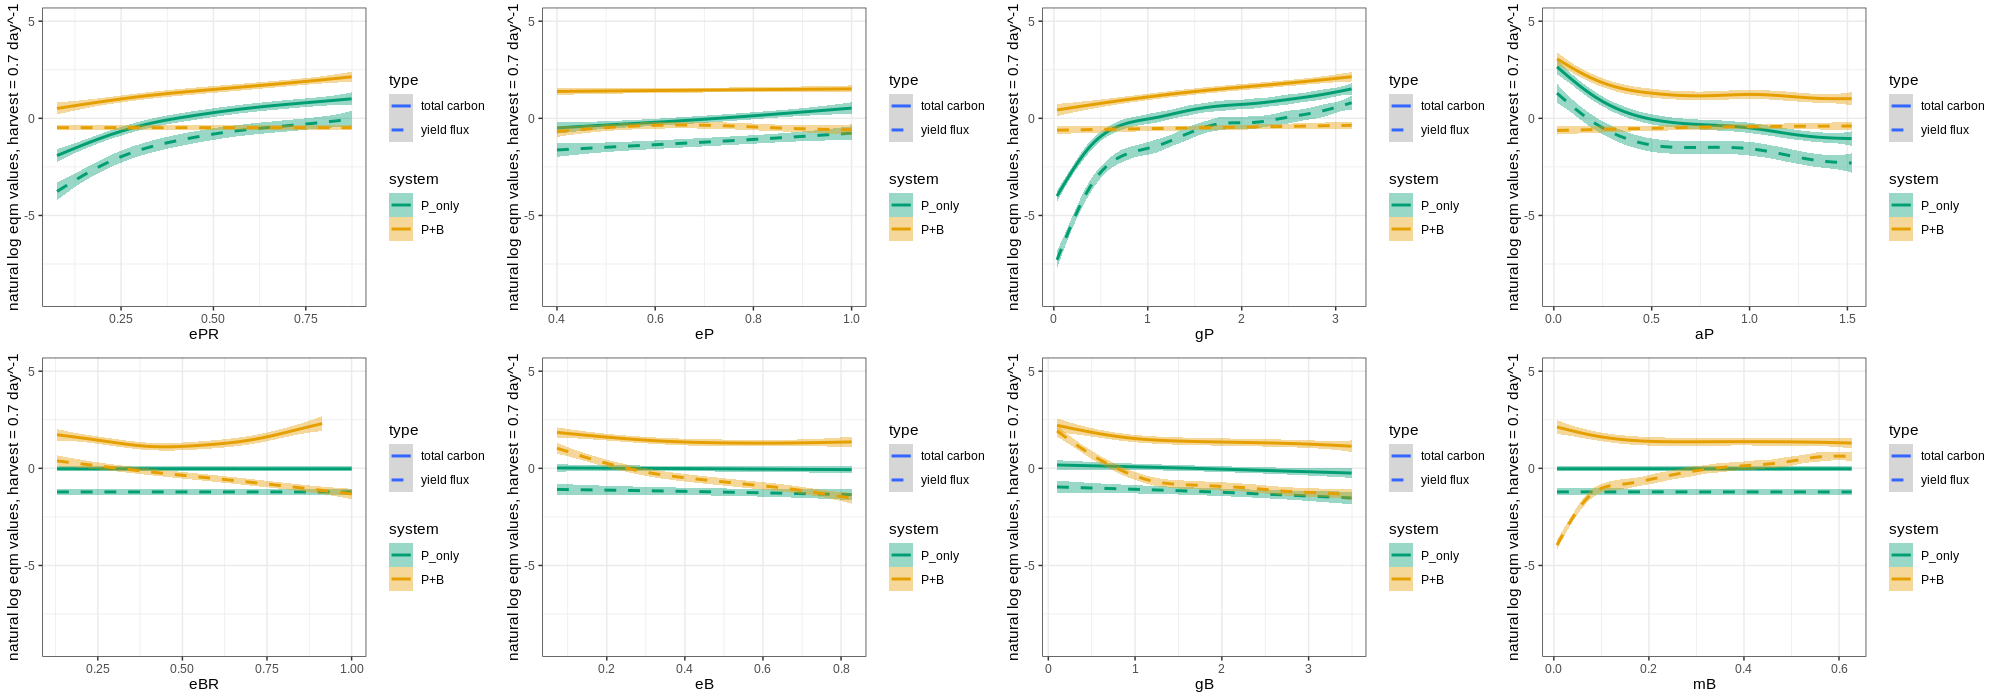 natural log eqm values, harvest = 0.7 day^-1
5
0
-5
0.25 0.50 0.75
ePR
type
total carbon
yield flux
system
P_only
P+B
natural log eqm values, harvest = 0.7 day^-1
5
0
-5
0.4 0.6 0.8 1.0
eP
type
total carbon
yield flux
system
P_only
P+B
natural log eqm values, harvest = 0.7 day^-1
5
0
-5
0 1 2 3
gP
type
total carbon
yield flux
system
P_only
P+B
natural log eqm values, harvest = 0.7 day^-1
5
0
-5
0.0 0.5 1.0 1.5
aP
type
total carbon
yield flux
system
P_only
P+B
natural log eqm values, harvest = 0.7 day^-1
5
0
-5
0.25 0.50 0.75 1.00
eBR
type
total carbon
yield flux
system
P_only
P+B
natural log eqm values, harvest = 0.7 day^-1
5
0
-5
0.2 0.4 0.6 0.8
eB
type
total carbon
yield flux
system
P_only
P+B
natural log eqm values, harvest = 0.7 day^-1
5
0
-5
0 1 2 3
gB
type
total carbon
yield flux
system
P_only
P+B
natural log eqm values, harvest = 0.7 day^-1
5
0
-5
0.0 0.2 0.4 0.6
mB
type
total carbon
yield flux
system
P_only
P+B